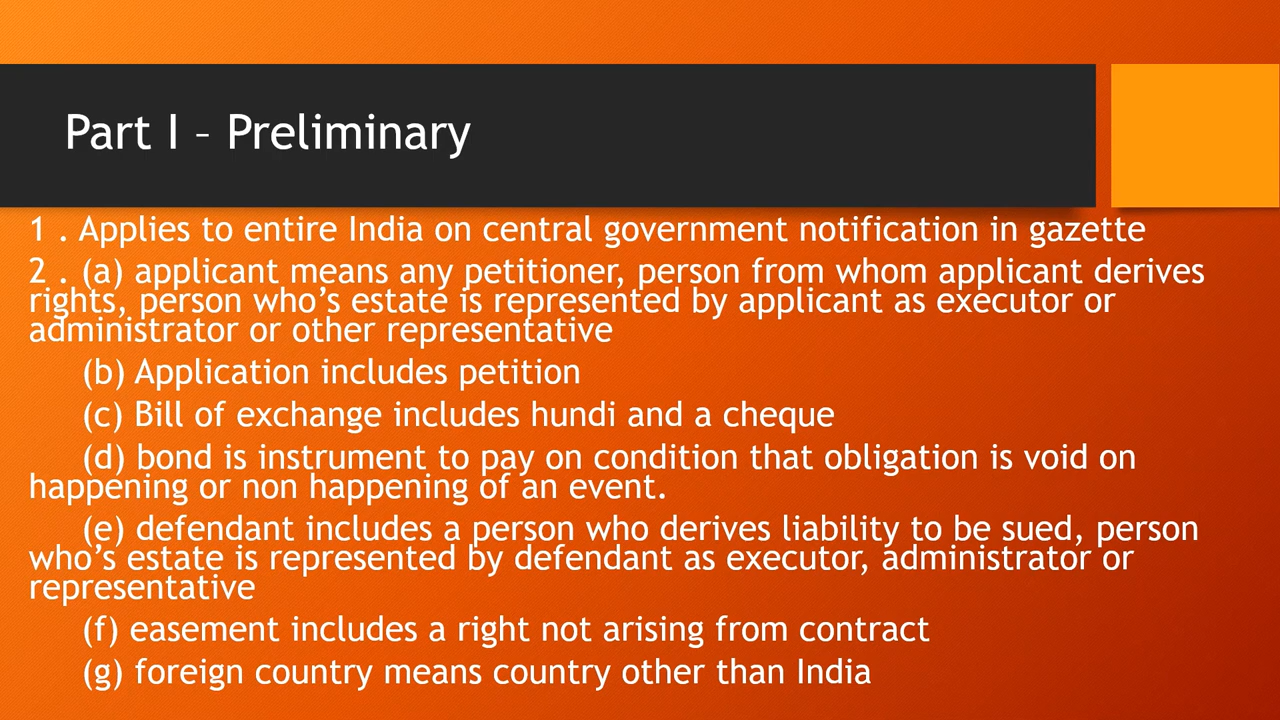 Part I – Preliminary
1 . Applies to entire India on central government notification in gazette
2 . (a) applicant means any petitioner, person from whom applicant derives
rights, person who’s estate is represented by applicant as executor or
administrator or other representative
(b) Application includes petition
(c) Bill of exchange includes hundi and a cheque
(d) bond is instrument to pay on condition that obligation is void on
happening or non happening of an event.
(e) defendant includes a person who derives liability to be sued, person
who’s estate is represented by defendant as executor, administrator or
representative
(f) easement includes a right not arising from contract
(g) foreign country means country other than India